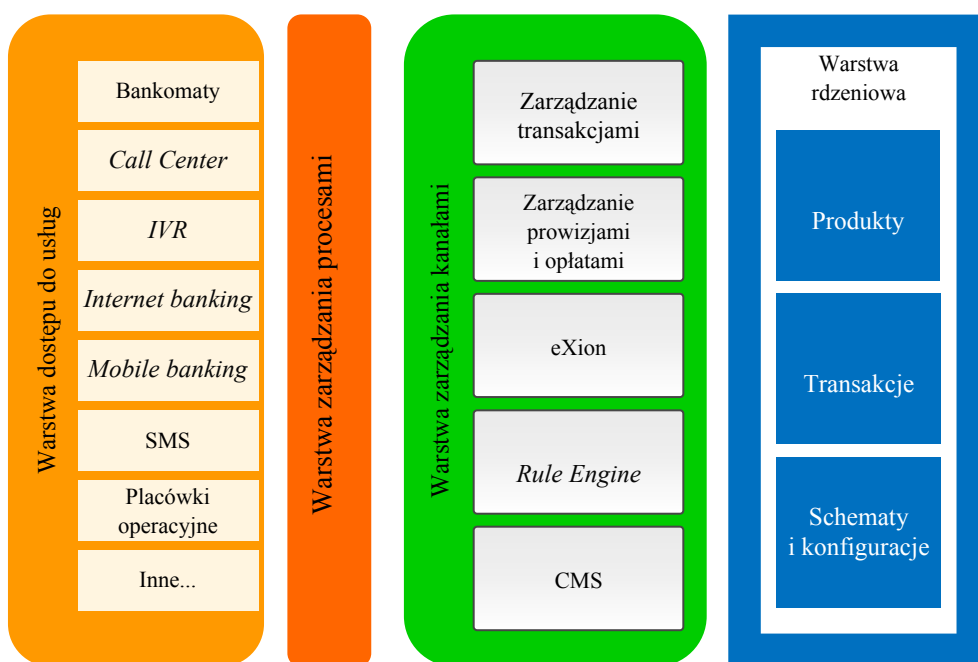 Warstwa dostępu do usług
Bankomaty
Call Center
IVR
Internet banking
Mobile banking
SMS
Placówki
operacyjne
Inne...
Warstwa zarządzania procesami
Warstwa zarządzania kanałami
Zarządzanie
transakcjami
Zarządzanie
prowizjami
i opłatami
eXion
Rule Engine
CMS
Warstwa
rdzeniowa
Produkty
Transakcje
Schematy
i konfiguracje